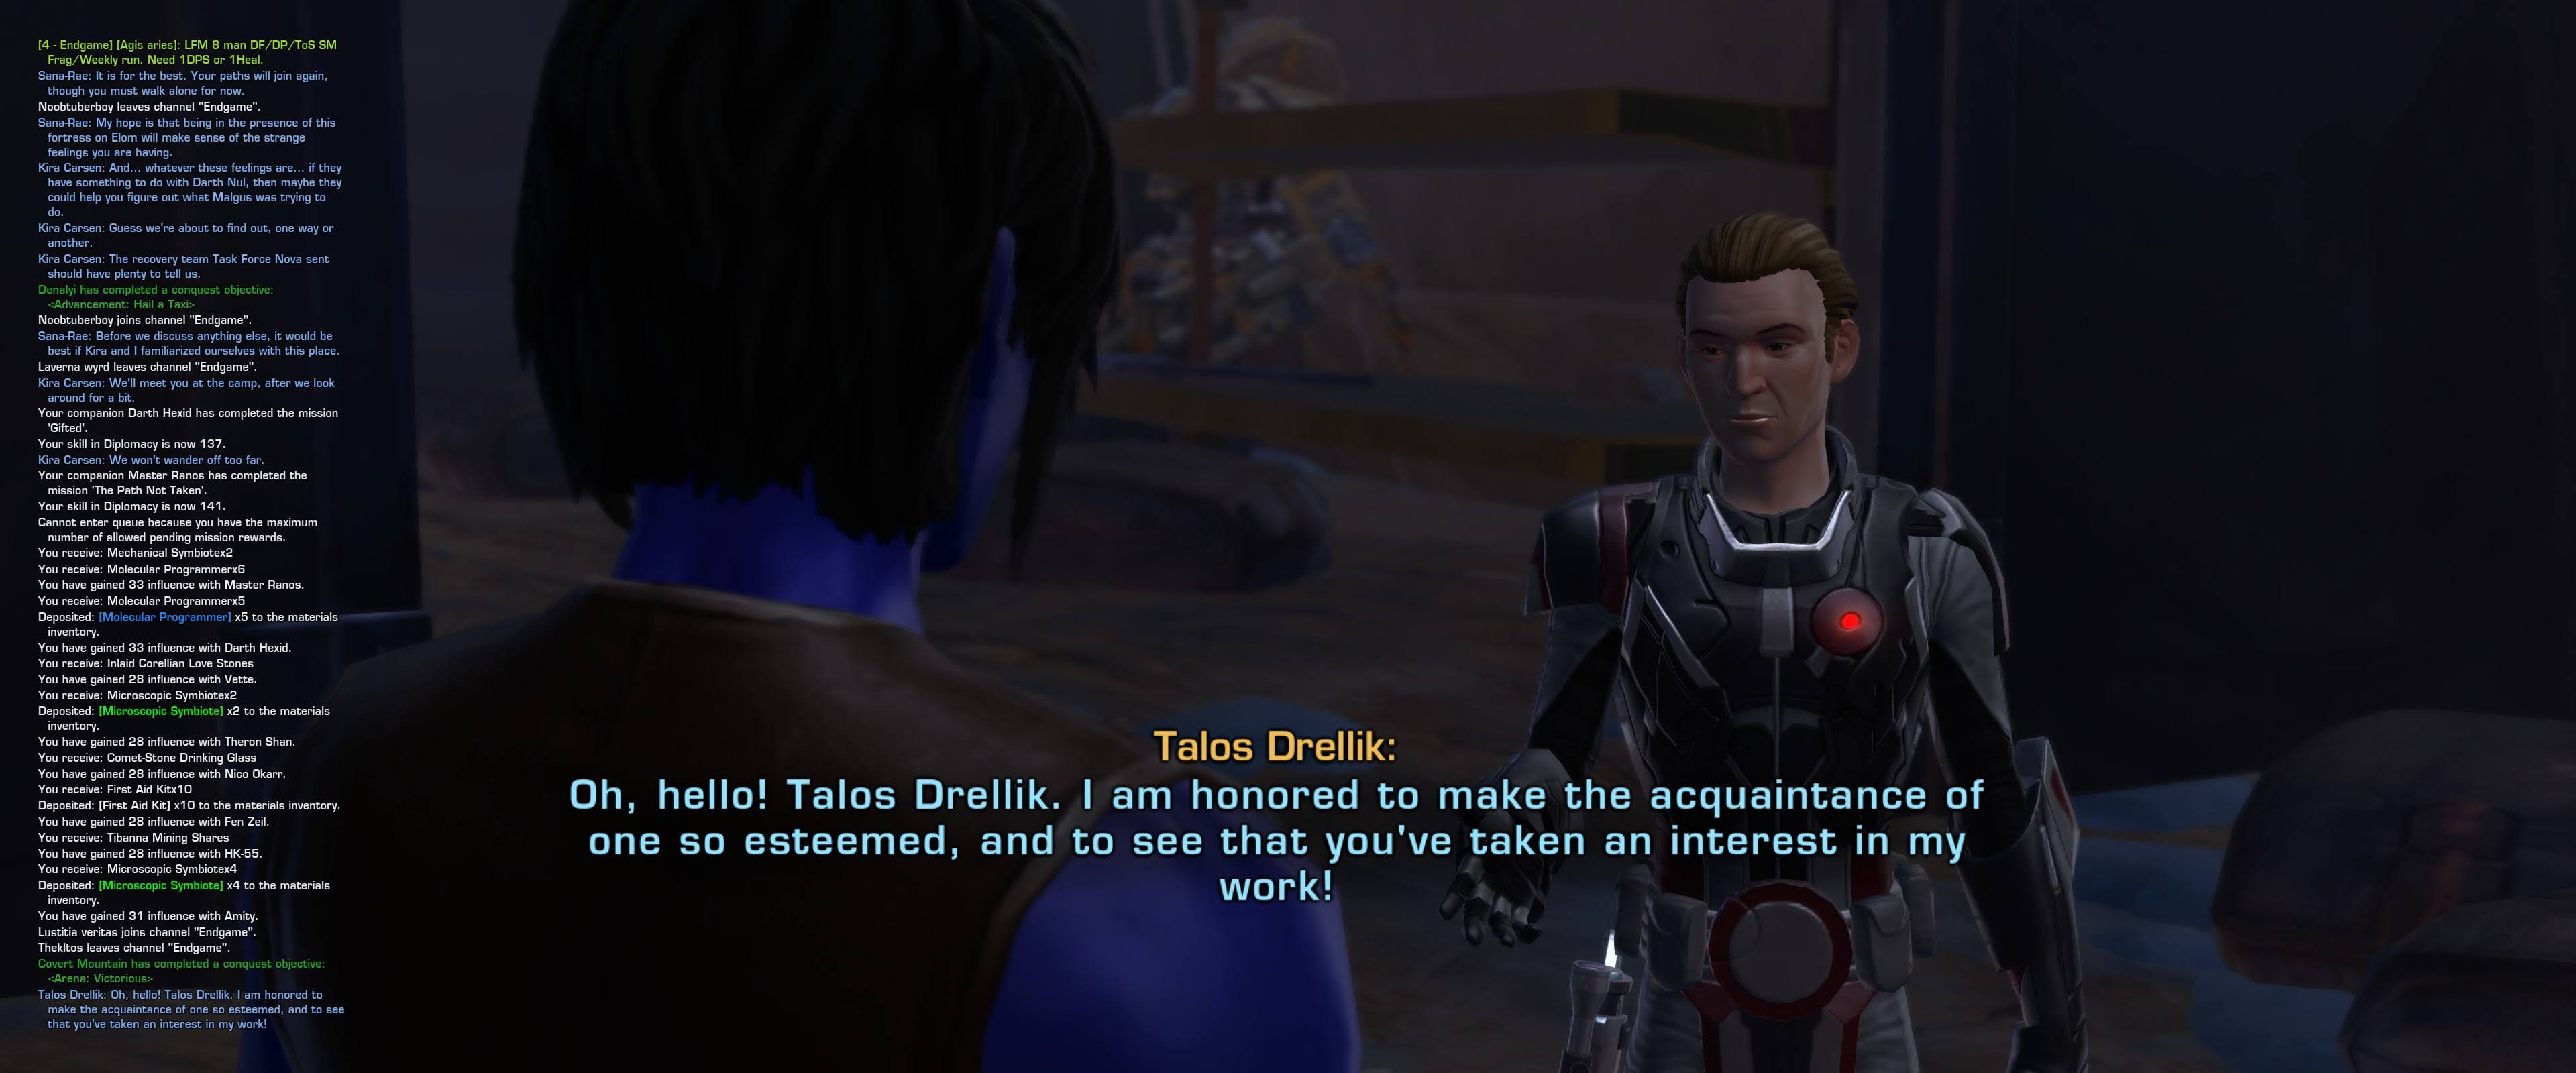 [4 - Endgame] [Agis aries]: LFM 8 man DF/DP/ToS SM
Frag/Weekly run. Need 1DPS or 1Heal.
Sana-Rae: It is for the best. Your paths will join again,
though you must walk alone for now.
Noobtuberboy leaves channel "Endgame".
Sana-Rae: My hope is that being in the presence of this
fortress on Elom will make sense of the strange
feelings you are having.
Kira Carsen: And... whatever these feelings are... if they
have something to do with Darth Nul, then maybe they
could help you figure out what Malgus was trying to
do.
Kira Carsen: Guess we're about to find out, one way or
another.
Kira Carsen: The recovery team Task Force Nova sent
should have plenty to tell us.
Denalyi has completed a conquest objective:
<Advancement: Hail a Taxi>
Noobtuberboy joins channel "Endgame".
Sana-Rae: Before we discuss anything else, it would be
best if Kira and I familiarized ourselves with this place.
Laverna wyrd leaves channel "Endgame".
Kira Carsen: We'll meet you at the camp, after we look
around for a bit.
Your companion Darth Hexid has completed the mission
'Gifted'.
Your skill in Diplomacy is now 137.
Kira Carsen: We won't wander off too far.
Your companion Master Ranos has completed the
mission 'The Path Not Taken'.
Your skill in Diplomacy is now 141.
Cannot enter queue because you have the maximum
number of allowed pending mission rewards.
You receive: Mechanical Symbiotex2
You receive: Molecular Programmerx6
You have gained 33 influence with Master Ranos.
You receive: Molecular Programmerx5
Deposited: [Molecular Programmer] x5 to the materials
inventory.
You have gained 33 influence with Darth Hexid.
You receive: Inlaid Corellian Love Stones
You have gained 28 influence with Vette.
You receive: Microscopic Symbiotex2
Deposited: [Microscopic Symbiote] x2 to the materials
inventory.
You have gained 28 influence with Theron Shan.
You receive: Comet-Stone Drinking Glass
You have gained 28 influence with Nico Okarr.
You receive: First Aid Kitx10
Deposited: [First Aid Kit] x10 to the materials inventory.
You have gained 28 influence with Fen Zeil.
You receive: Tibanna Mining Shares
You have gained 28 influence with HK-55.
You receive: Microscopic Symbiotex4
Deposited: [Microscopic Symbiote] x4 to the materials
inventory.
You have gained 31 influence with Amity.
Lustitia veritas joins channel "Endgame".
Thekltos leaves channel "Endgame".
Covert Mountain has completed a conquest objective:
<Arena: Victorious>
Talos Drellik: Oh, hello! Talos Drellik. I am honored to
make the acquaintance of one so esteemed, and to see
that you've taken an interest in my work!
Talos Drellik:
Oh, hello! Talos Drellik. I am honored to make the acquaintance of
one so esteemed, and to see that you've taken an interest in my
work!